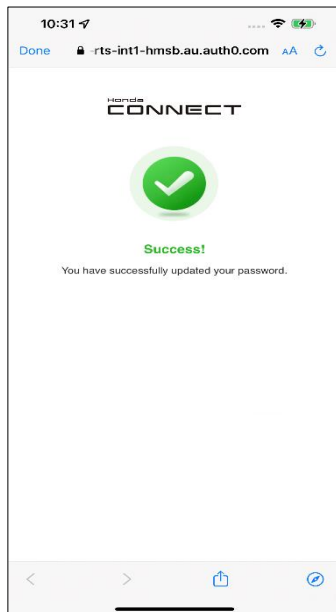 10:31
Done -rts-int1-hmsb.au.auth0.com AA
Honda
CONNECT
Success!
You have successfully updated your password.